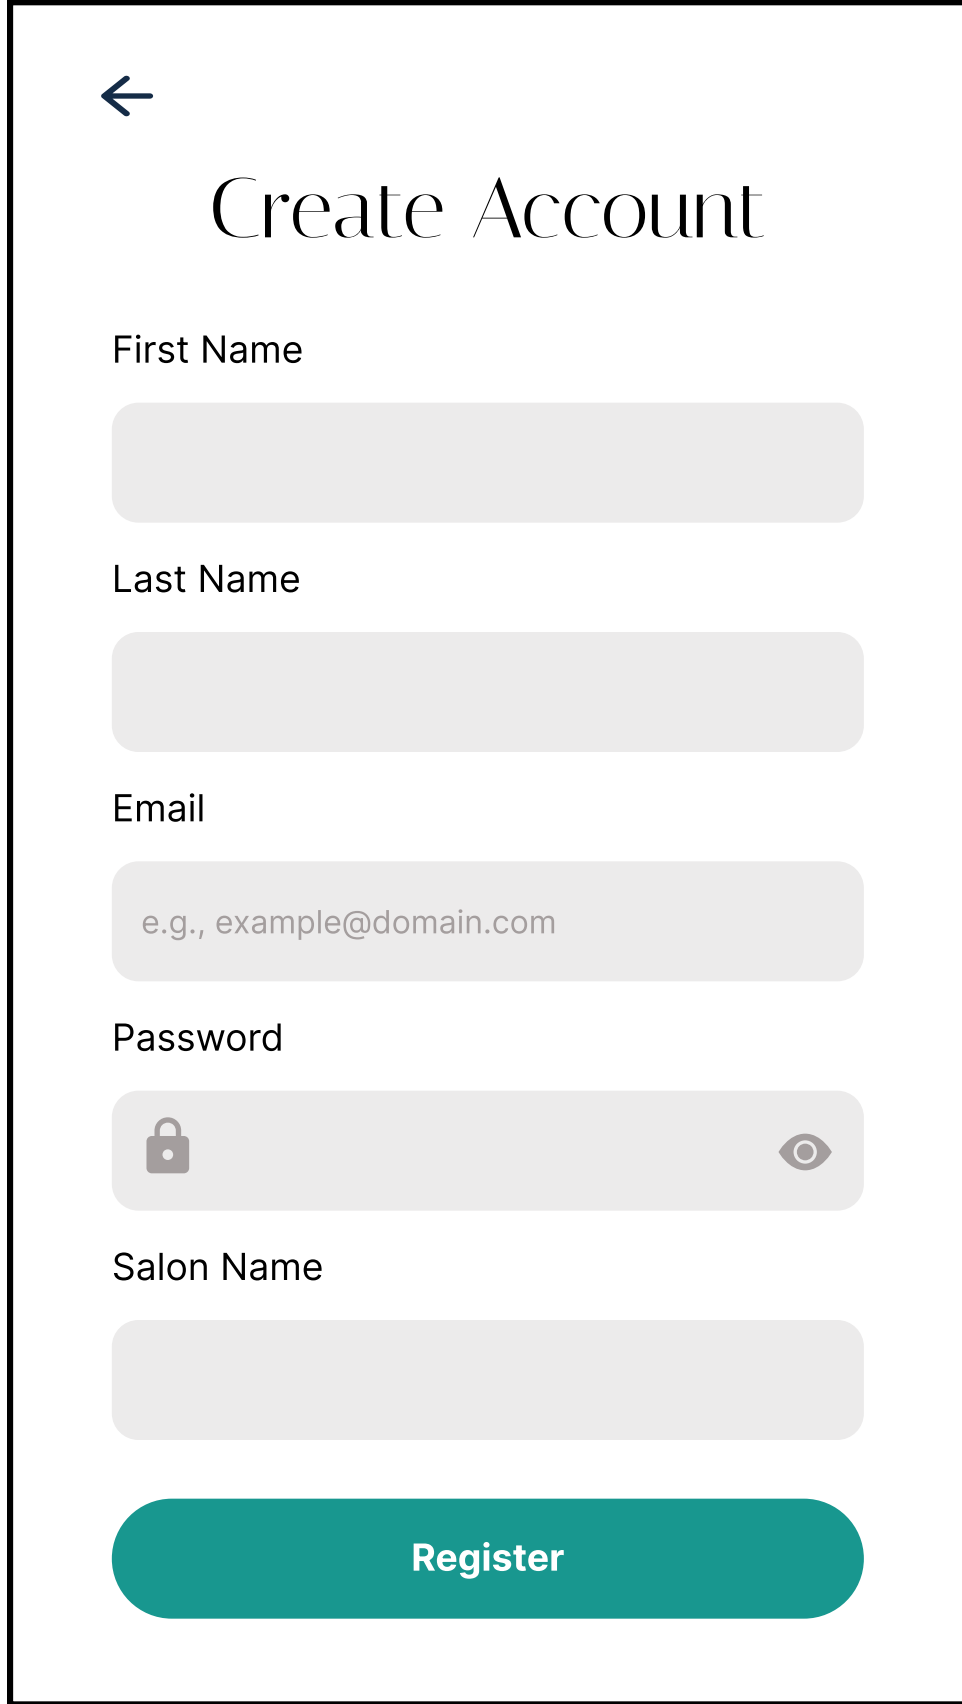 Create Account
First Name
Last Name
Email
e.g., example@domain.com
Password
Salon Name
Register